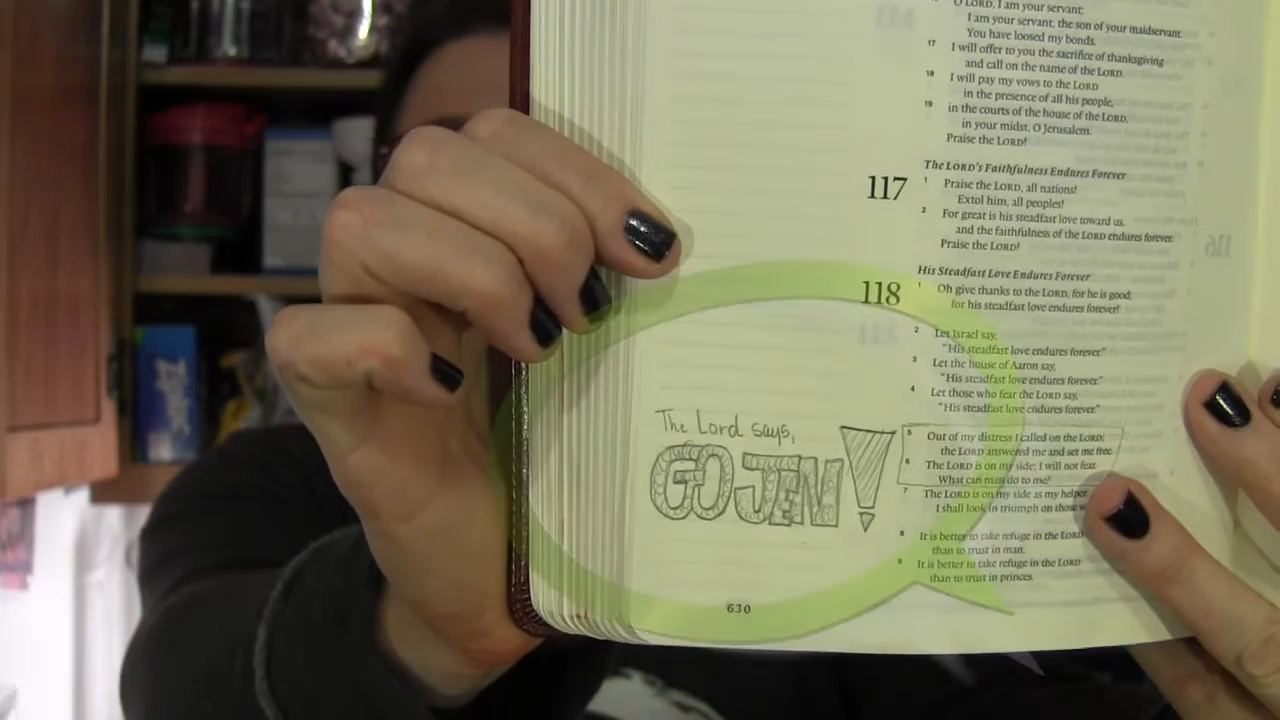 O LORD, I am your servant;
I am your servant, the son of your maidservant.
You have loosed my bonds.
17 I will offer to you the sacrifice of thanksgiving
and call on the name of the LORD.
18 I will pay my vows to the LORD
in the presence of all his people,
19 in the courts of the house of the LORD,
in your midst, O Jerusalem.
Praise the LORD!
The LORD's Faithfulness Endures Forever
117 1 Praise the LORD, all nations!
Extol him, all peoples!
2 For great is his steadfast love toward us,
and the faithfulness of the LORD endures forever.
Praise the LORD!
His Steadfast Love Endures Forever
118 1 Oh give thanks to the LORD, for he is good;
for his steadfast love endures forever!
2 Let Israel say,
"His steadfast love endures forever."
3 Let the house of Aaron say,
"His steadfast love endures forever."
4 Let those who fear the LORD say,
"His steadfast love endures forever."
5 Out of my distress I called on the LORD;
the LORD answered me and set me free.
6 The LORD is on my side; I will not fear.
What can man do to me?
7 The LORD is on my side as my helper;
I shall look in triumph on those w
8 It is better to take refuge in the LORD
than to trust in man.
9 It is better to take refuge in the LORD
than to trust in princes.
The Lord says,
GO JEN!
630